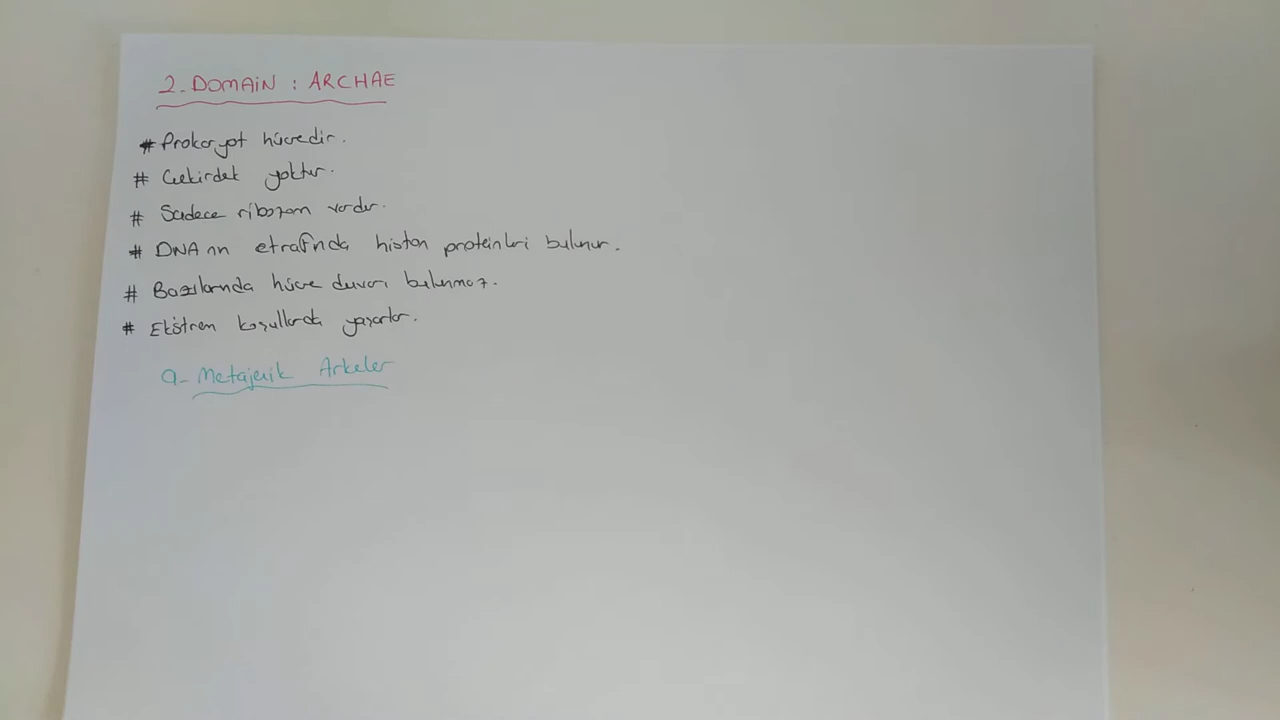 2. DOMAİN : ARCHAE
# Prokaryot hücredir.
# Çekirdek yoktur.
# Sadece ribozom vardır.
# DNA nın etrafında histon proteinleri bulunur.
# Bazılarında hücre duvarı bulunmaz.
# Ekstrem koşullarda yaşarlar.
a- Metajenik Arkeler